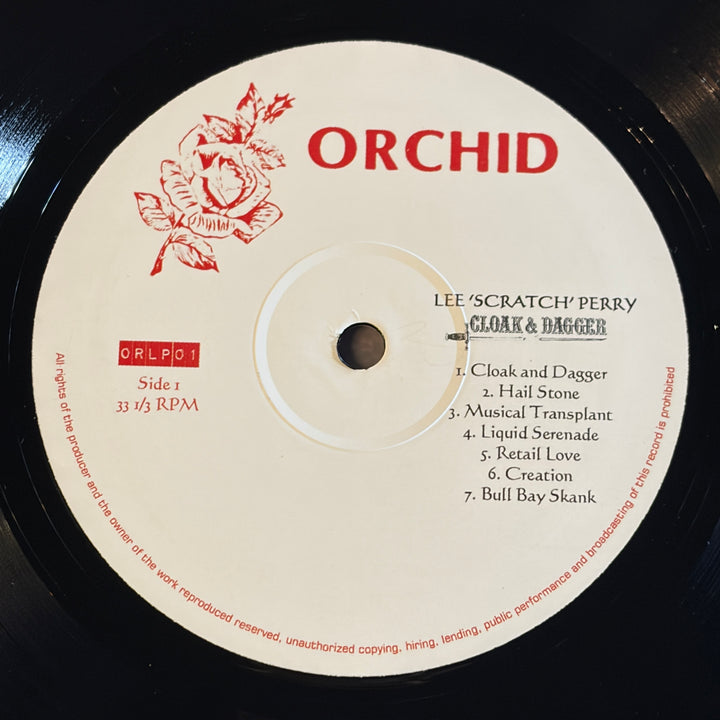 ORCHID
LEE 'SCRATCH' PERRY
CLOAK & DAGGER
ORLP01
Side 1
33 1/3 RPM
1. Cloak and Dagger
2. Hail Stone
3. Musical Transplant
4. Liquid Serenade
5. Retail Love
6. Creation
7. Bull Bay Skank
All rights of the producer and the owner of the work reproduced reserved, unauthorized copying, hiring, lending, public performance and broadcasting of this record is prohibited